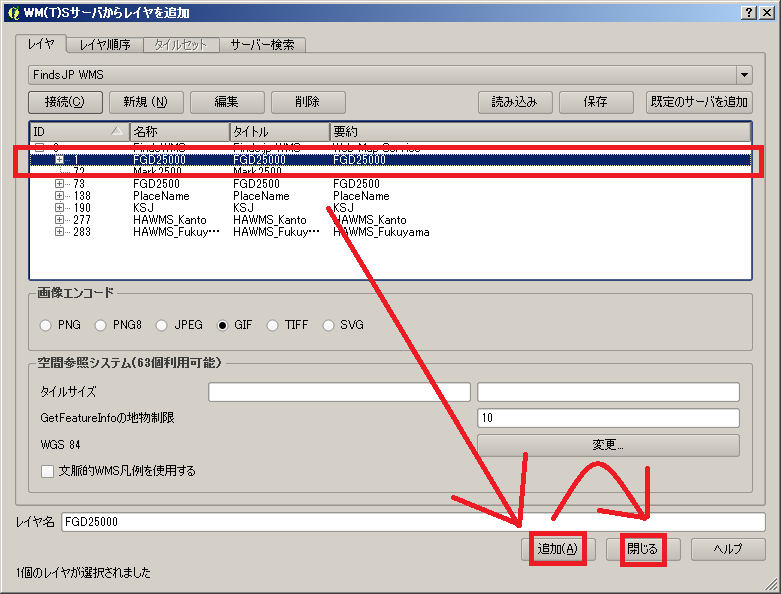 WM(T)Sサーバからレイヤを追加
レイヤ レイヤ順序 タイルセット サーバー検索
FindsJP WMS
接続(C) 新規 (N) 編集 削除 読み込み 保存 既定のサーバを追加
ID 名称 タイトル 要約
0 FindsWMS Finds.jp WMS Web Map Service
1 FGD25000 FGD25000 FGD25000
72 Mark2500 Mark2500
73 FGD2500 FGD2500 FGD2500
138 PlaceName PlaceName PlaceName
190 KSJ KSJ KSJ
277 HAWMS_Kanto HAWMS_Kanto HAWMS_Kanto
283 HAWMS_Fukuy… HAWMS_Fukuy… HAWMS_Fukuyama
画像エンコード
PNG PNG8 JPEG GIF TIFF SVG
空間参照システム(63個利用可能)
タイルサイズ
GetFeatureInfoの地物制限 10
WGS 84 変更...
文脈的WMS凡例を使用する
レイヤ名 FGD25000
追加(A) 閉じる ヘルプ
1個のレイヤが選択されました